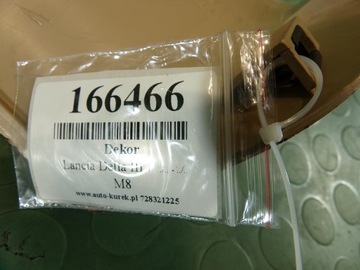 166466
Dekor
Lancia Delta III
M8
www.auto-kurek.pl 728321225